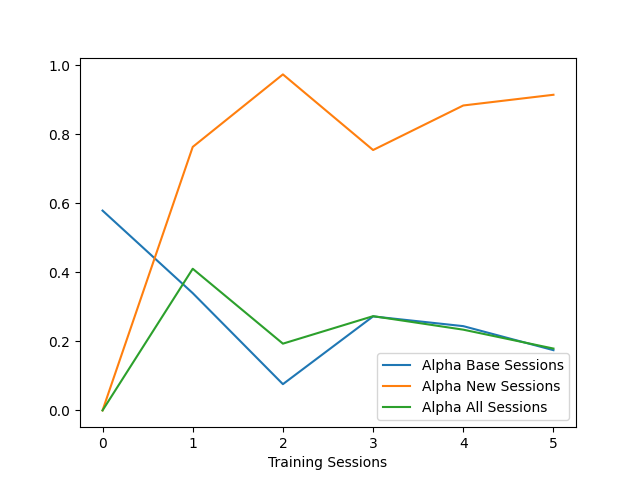 1.0
0.8
0.6
0.4
0.2
0.0
Alpha Base Sessions
Alpha New Sessions
Alpha All Sessions
0 1 2 3 4 5
Training Sessions